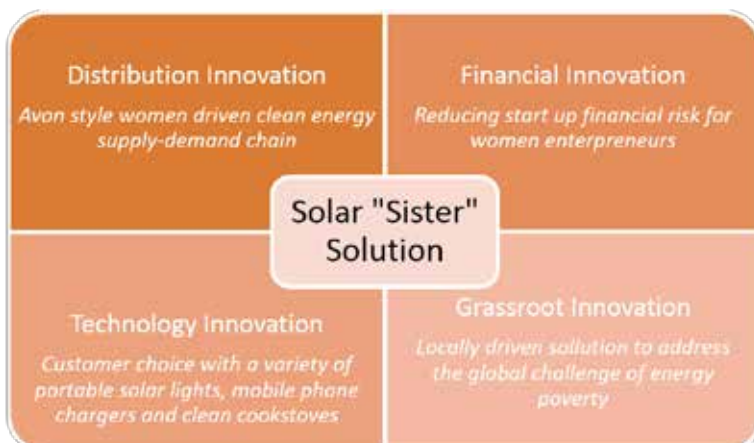 Distribution Innovation
Avon style women driven clean energy
supply-demand chain
Financial Innovation
Reducing start up financial risk for
women enterpreneurs
Solar "Sister"
Solution
Technology Innovation
Customer choice with a variety of
portable solar lights, mobile phone
chargers and clean cookstoves
Grassroot Innovation
Locally driven sollution to address
the global challenge of energy
poverty